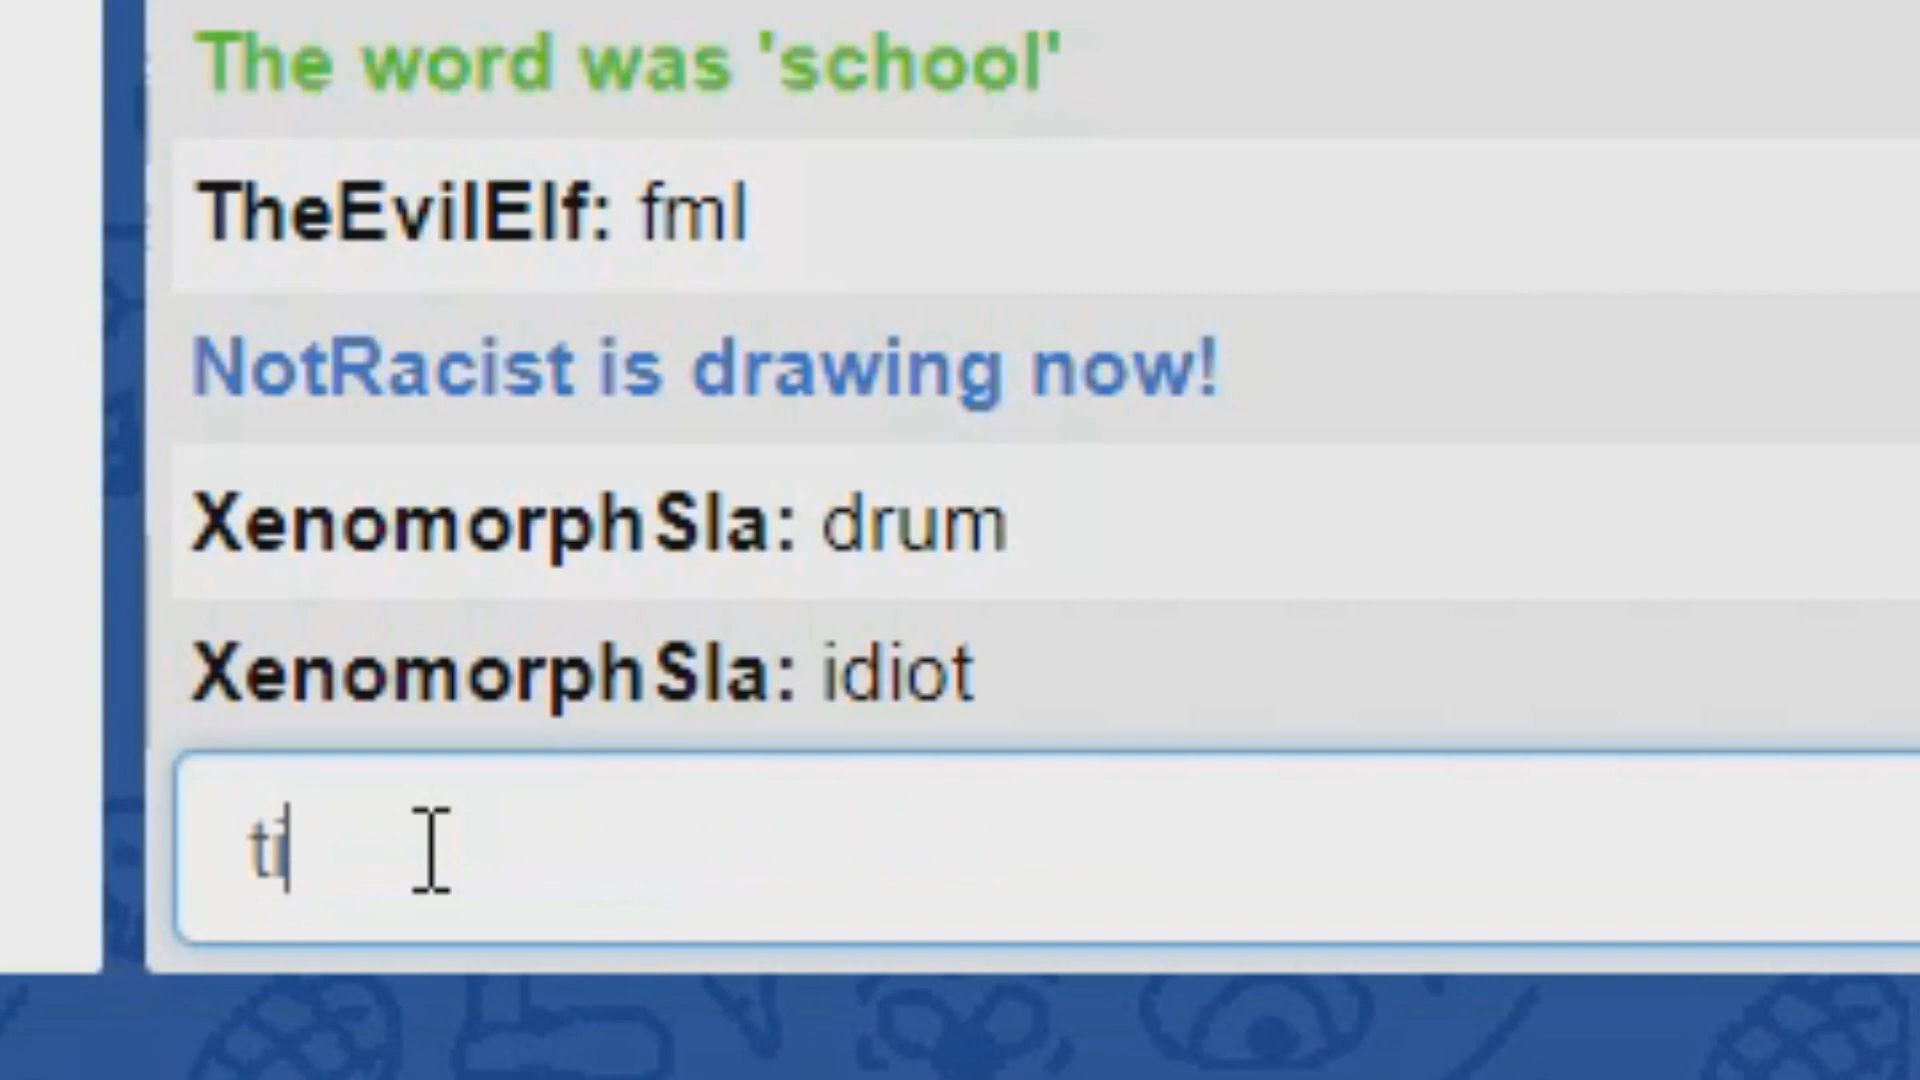 The word was 'school'
TheEvilElf: fml
NotRacist is drawing now!
XenomorphSla: drum
XenomorphSla: idiot
ti